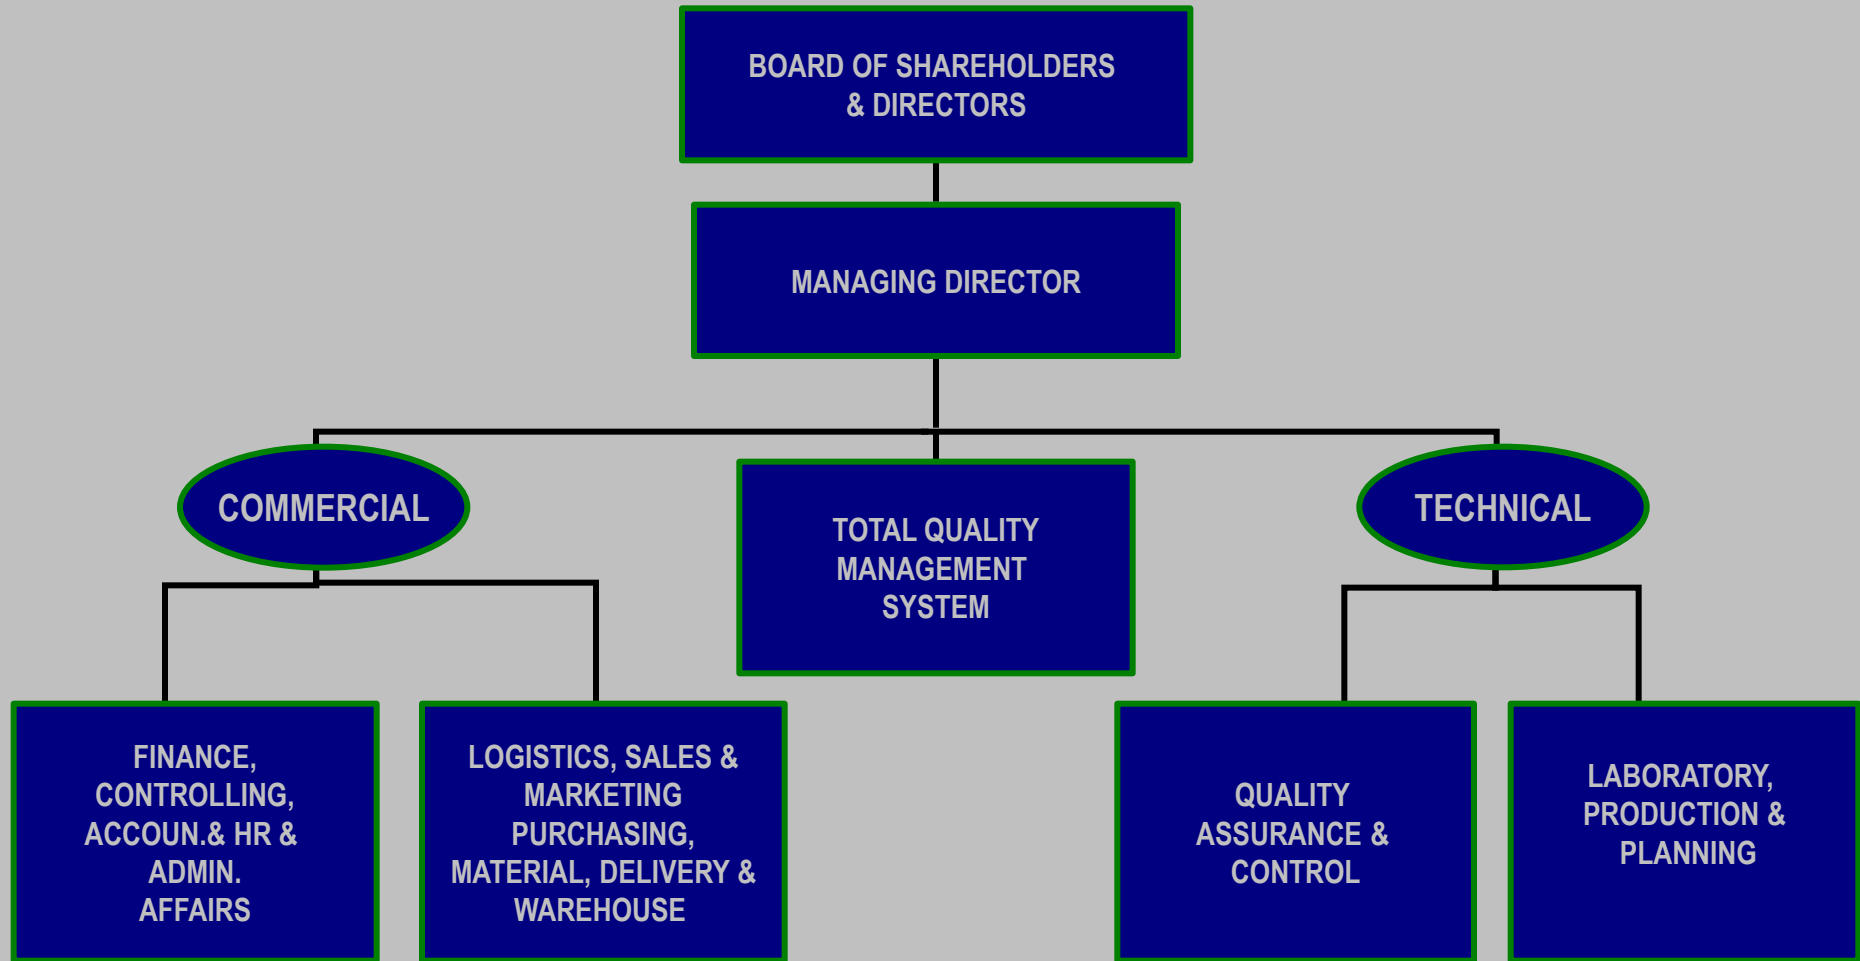 BOARD OF SHAREHOLDERS
& DIRECTORS
MANAGING DIRECTOR
COMMERCIAL
TOTAL QUALITY
MANAGEMENT
SYSTEM
TECHNICAL
FINANCE,
CONTROLLING,
ACCOUN.& HR &
ADMIN.
AFFAIRS
LOGISTICS, SALES &
MARKETING
PURCHASING,
MATERIAL, DELIVERY &
WAREHOUSE
QUALITY
ASSURANCE &
CONTROL
LABORATORY,
PRODUCTION &
PLANNING